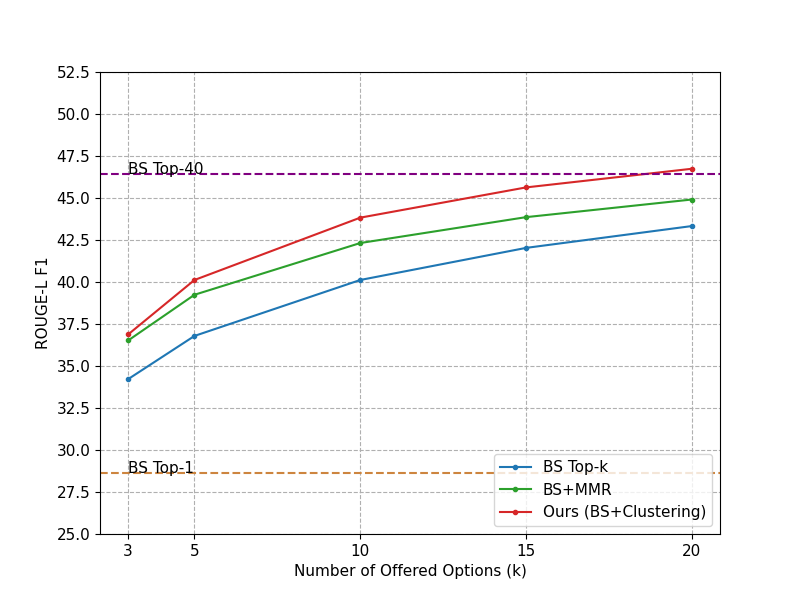 52.5
50.0
47.5
45.0
42.5
40.0
37.5
35.0
32.5
30.0
27.5
25.0
ROUGE-L F1
BS Top-40
BS Top-1
BS Top-k
BS+MMR
Ours (BS+Clustering)
3 5 10 15 20
Number of Offered Options (k)